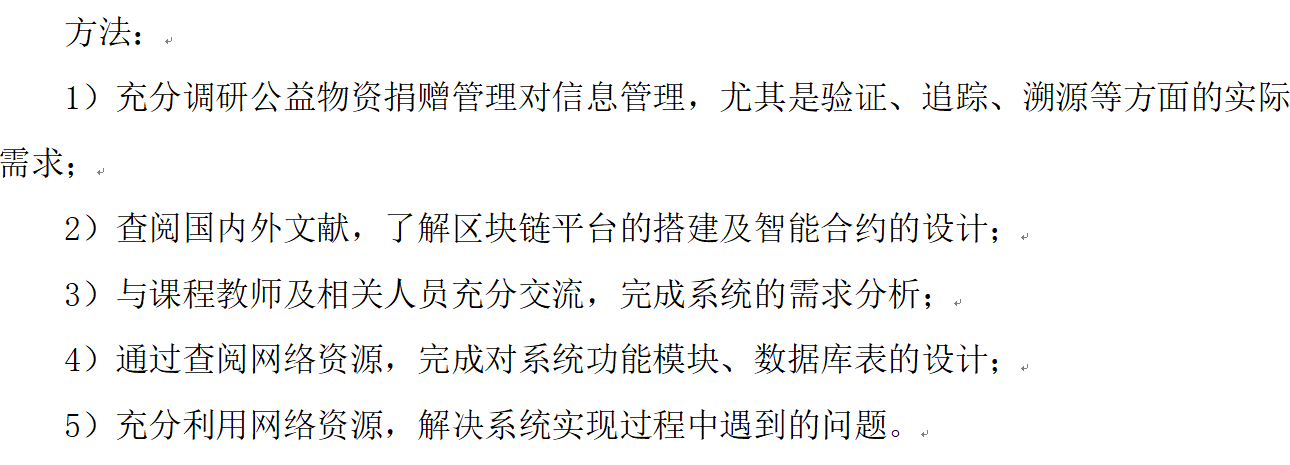 方法：
1）充分调研公益物资捐赠管理对信息管理，尤其是验证、追踪、溯源等方面的实际
需求；
2）查阅国内外文献，了解区块链平台的搭建及智能合约的设计；
3）与课程教师及相关人员充分交流，完成系统的需求分析；
4）通过查阅网络资源，完成对系统功能模块、数据库表的设计；
5）充分利用网络资源，解决系统实现过程中遇到的问题。